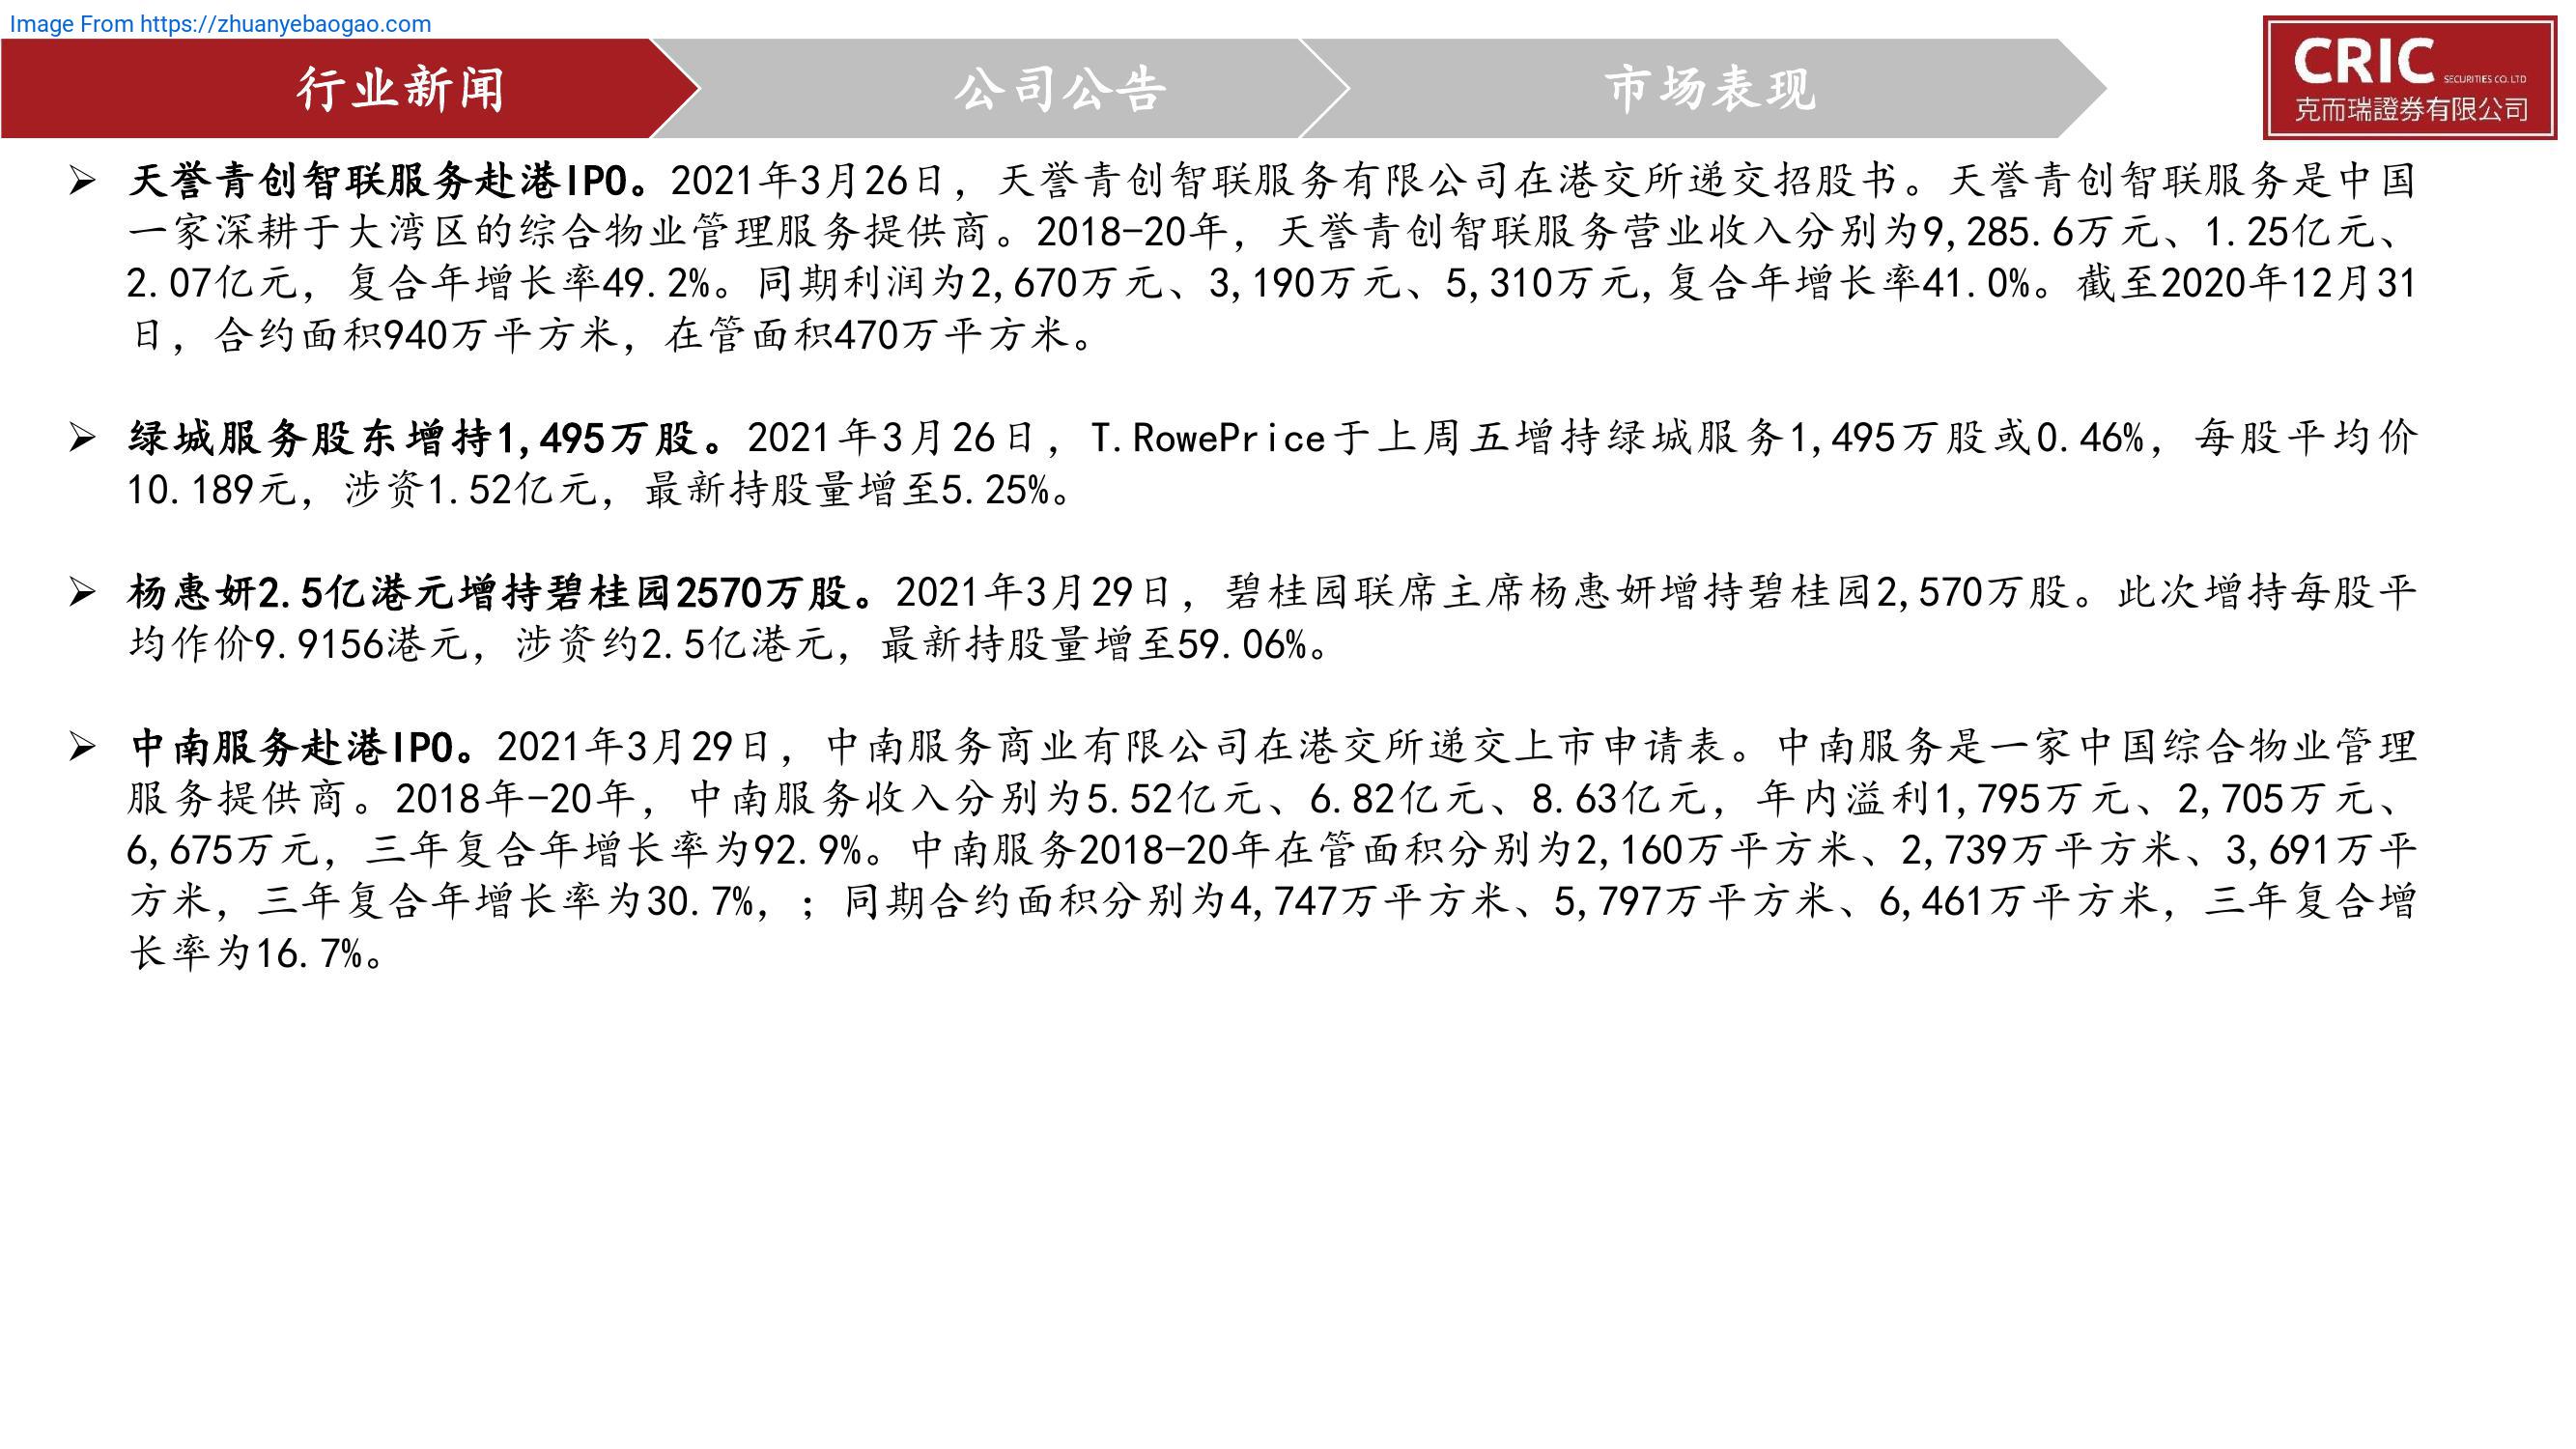 Image From https://zhuanyebaogao.com
行业新闻
公司公告
市场表现
CRIC SECURITIES CO. LTD
克而瑞證券有限公司
➢ 天誉青创智联服务赴港IPO。2021年3月26日，天誉青创智联服务有限公司在港交所递交招股书。天誉青创智联服务是中国
一家深耕于大湾区的综合物业管理服务提供商。2018-20年，天誉青创智联服务营业收入分别为9,285.6万元、1.25亿元、
2.07亿元，复合年增长率49.2%。同期利润为2,670万元、3,190万元、5,310万元,复合年增长率41.0%。截至2020年12月31
日，合约面积940万平方米，在管面积470万平方米。
➢ 绿城服务股东增持1,495万股。2021年3月26日，T.RowePrice于上周五增持绿城服务1,495万股或0.46%，每股平均价
10.189元，涉资1.52亿元，最新持股量增至5.25%。
➢ 杨惠妍2.5亿港元增持碧桂园2570万股。2021年3月29日，碧桂园联席主席杨惠妍增持碧桂园2,570万股。此次增持每股平
均作价9.9156港元，涉资约2.5亿港元，最新持股量增至59.06%。
➢ 中南服务赴港IPO。2021年3月29日，中南服务商业有限公司在港交所递交上市申请表。中南服务是一家中国综合物业管理
服务提供商。2018年-20年，中南服务收入分别为5.52亿元、6.82亿元、8.63亿元，年内溢利1,795万元、2,705万元、
6,675万元，三年复合年增长率为92.9%。中南服务2018-20年在管面积分别为2,160万平方米、2,739万平方米、3,691万平
方米，三年复合年增长率为30.7%，；同期合约面积分别为4,747万平方米、5,797万平方米、6,461万平方米，三年复合增
长率为16.7%。